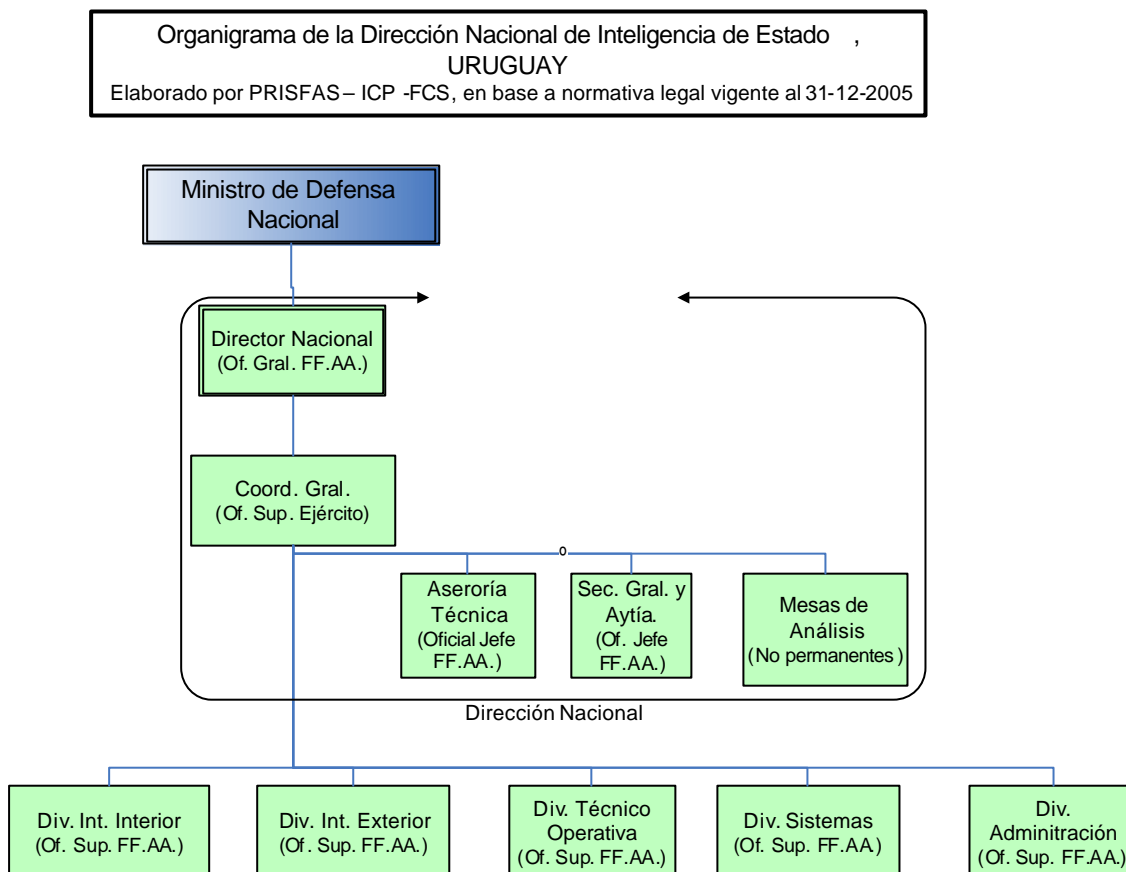 Organigrama de la Dirección Nacional de Inteligencia de Estado ,
URUGUAY
Elaborado por PRISFAS – ICP -FCS, en base a normativa legal vigente al 31-12-2005
Ministro de Defensa
Nacional
Director Nacional
(Of. Gral. FF.AA.)
Coord. Gral.
(Of. Sup. Ejército)
o
Aseroría
Técnica
(Oficial Jefe
FF.AA.)
Sec. Gral. y
Aytía.
(Of. Jefe
FF.AA.)
Mesas de
Análisis
(No permanentes)
Dirección Nacional
Div. Int. Interior
(Of. Sup. FF.AA.)
Div. Int. Exterior
(Of. Sup. FF.AA.)
Div. Técnico
Operativa
(Of. Sup. FF.AA.)
Div. Sistemas
(Of. Sup. FF.AA.)
Div.
Adminitración
(Of. Sup. FF.AA.)